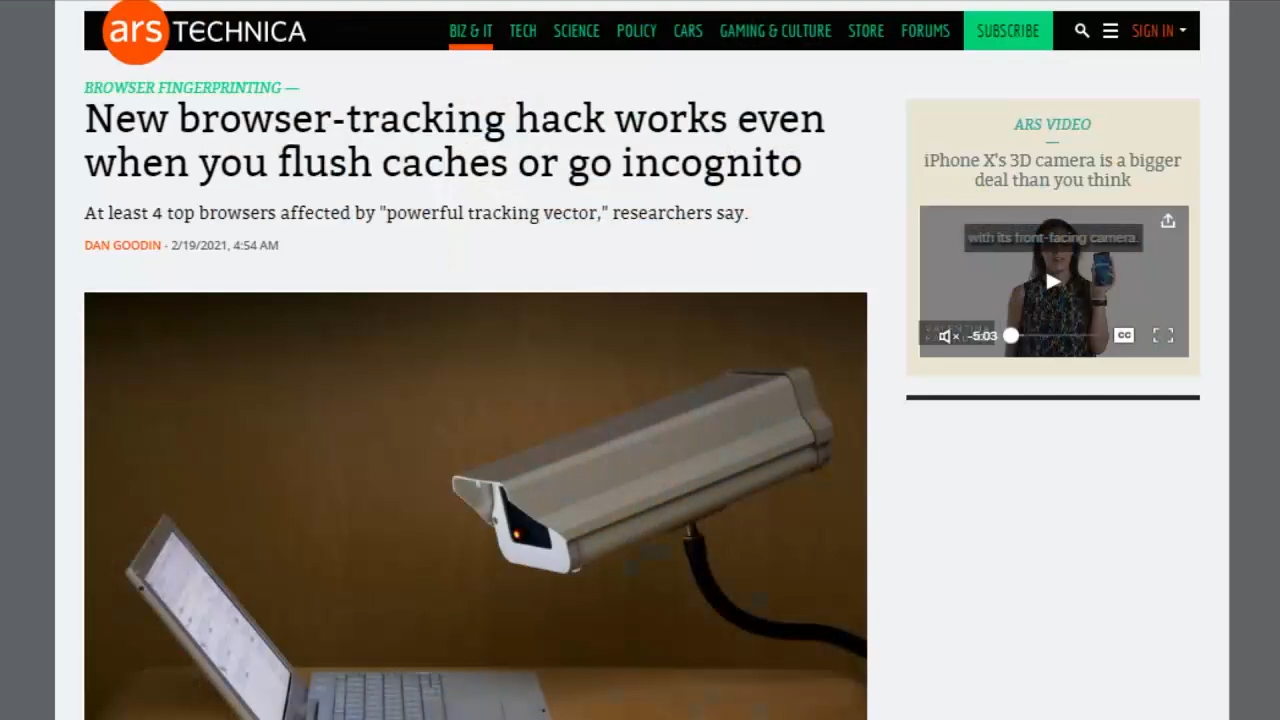 ars TECHNICA
BIZ & IT TECH SCIENCE POLICY CARS GAMING & CULTURE STORE FORUMS SUBSCRIBE SIGN IN
BROWSER FINGERPRINTING —
New browser-tracking hack works even
when you flush caches or go incognito
At least 4 top browsers affected by "powerful tracking vector," researchers say.
DAN GOODIN - 2/19/2021, 4:54 AM
ARS VIDEO
—
iPhone X's 3D camera is a bigger
deal than you think
with its front-facing camera.
-5:03
CC